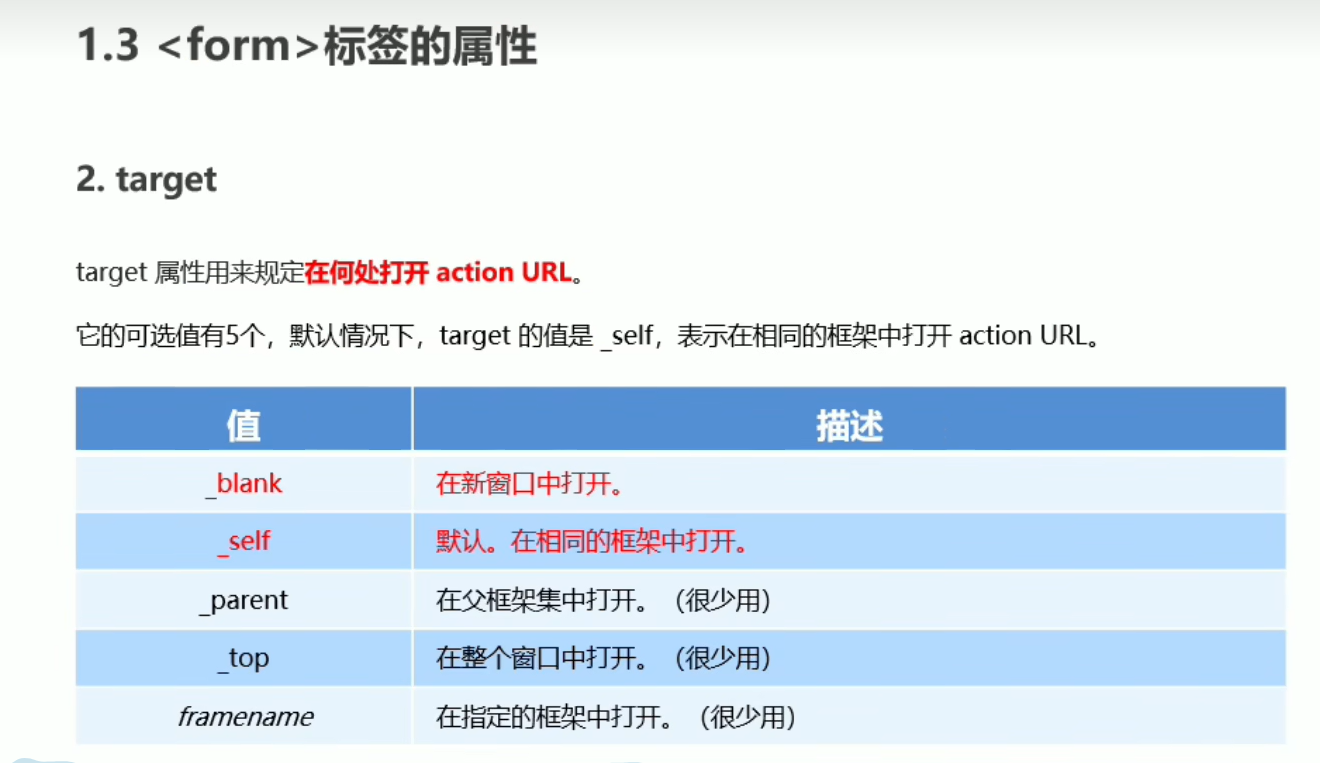 1.3 <form>标签的属性
2. target
target 属性用来规定在何处打开 action URL。
它的可选值有5个，默认情况下，target 的值是 _self，表示在相同的框架中打开 action URL。
值 描述
_blank 在新窗口中打开。
_self 默认。在相同的框架中打开。
_parent 在父框架集中打开。（很少用）
_top 在整个窗口中打开。（很少用）
framename 在指定的框架中打开。（很少用）